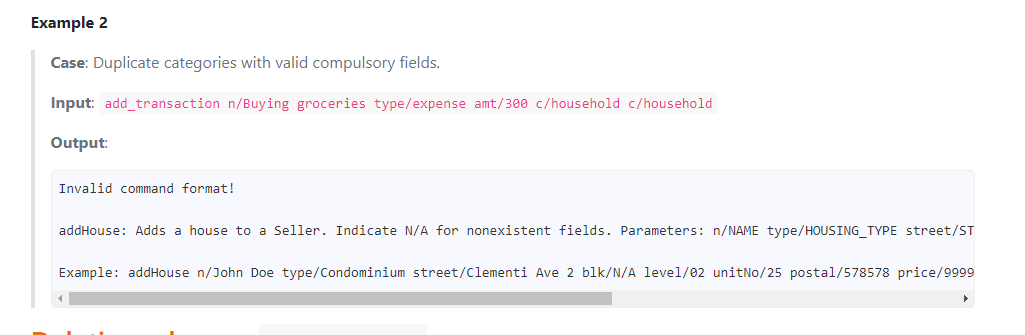 Example 2
Case: Duplicate categories with valid compulsory fields.
Input: add_transaction n/Buying groceries type/expense amt/300 c/household c/household
Output:
Invalid command format!
addHouse: Adds a house to a Seller. Indicate N/A for nonexistent fields. Parameters: n/NAME type/HOUSING_TYPE street/ST
Example: addHouse n/John Doe type/Condominium street/Clementi Ave 2 blk/N/A level/02 unitNo/25 postal/578578 price/9999